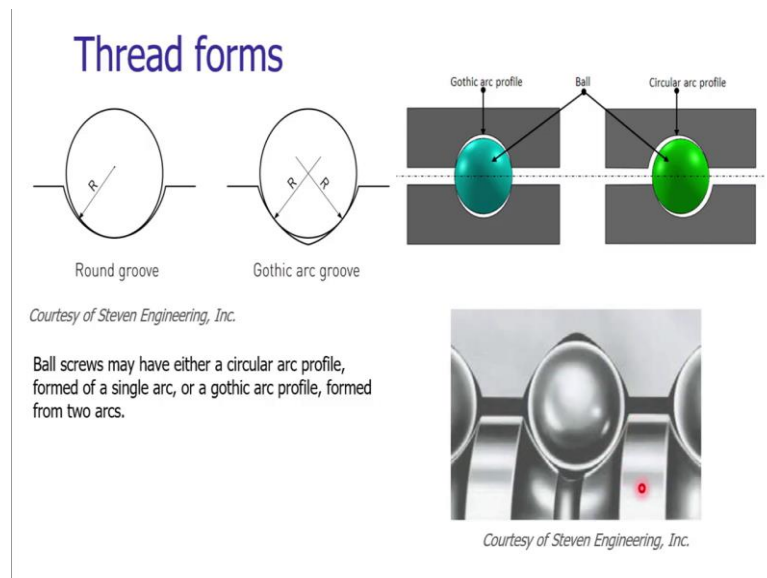 Thread forms
Gothic arc profile
Ball
Circular arc profile
R
R
R
Round groove
Gothic arc groove
Courtesy of Steven Engineering, Inc.
Ball screws may have either a circular arc profile,
formed of a single arc, or a gothic arc profile, formed
from two arcs.
Courtesy of Steven Engineering, Inc.